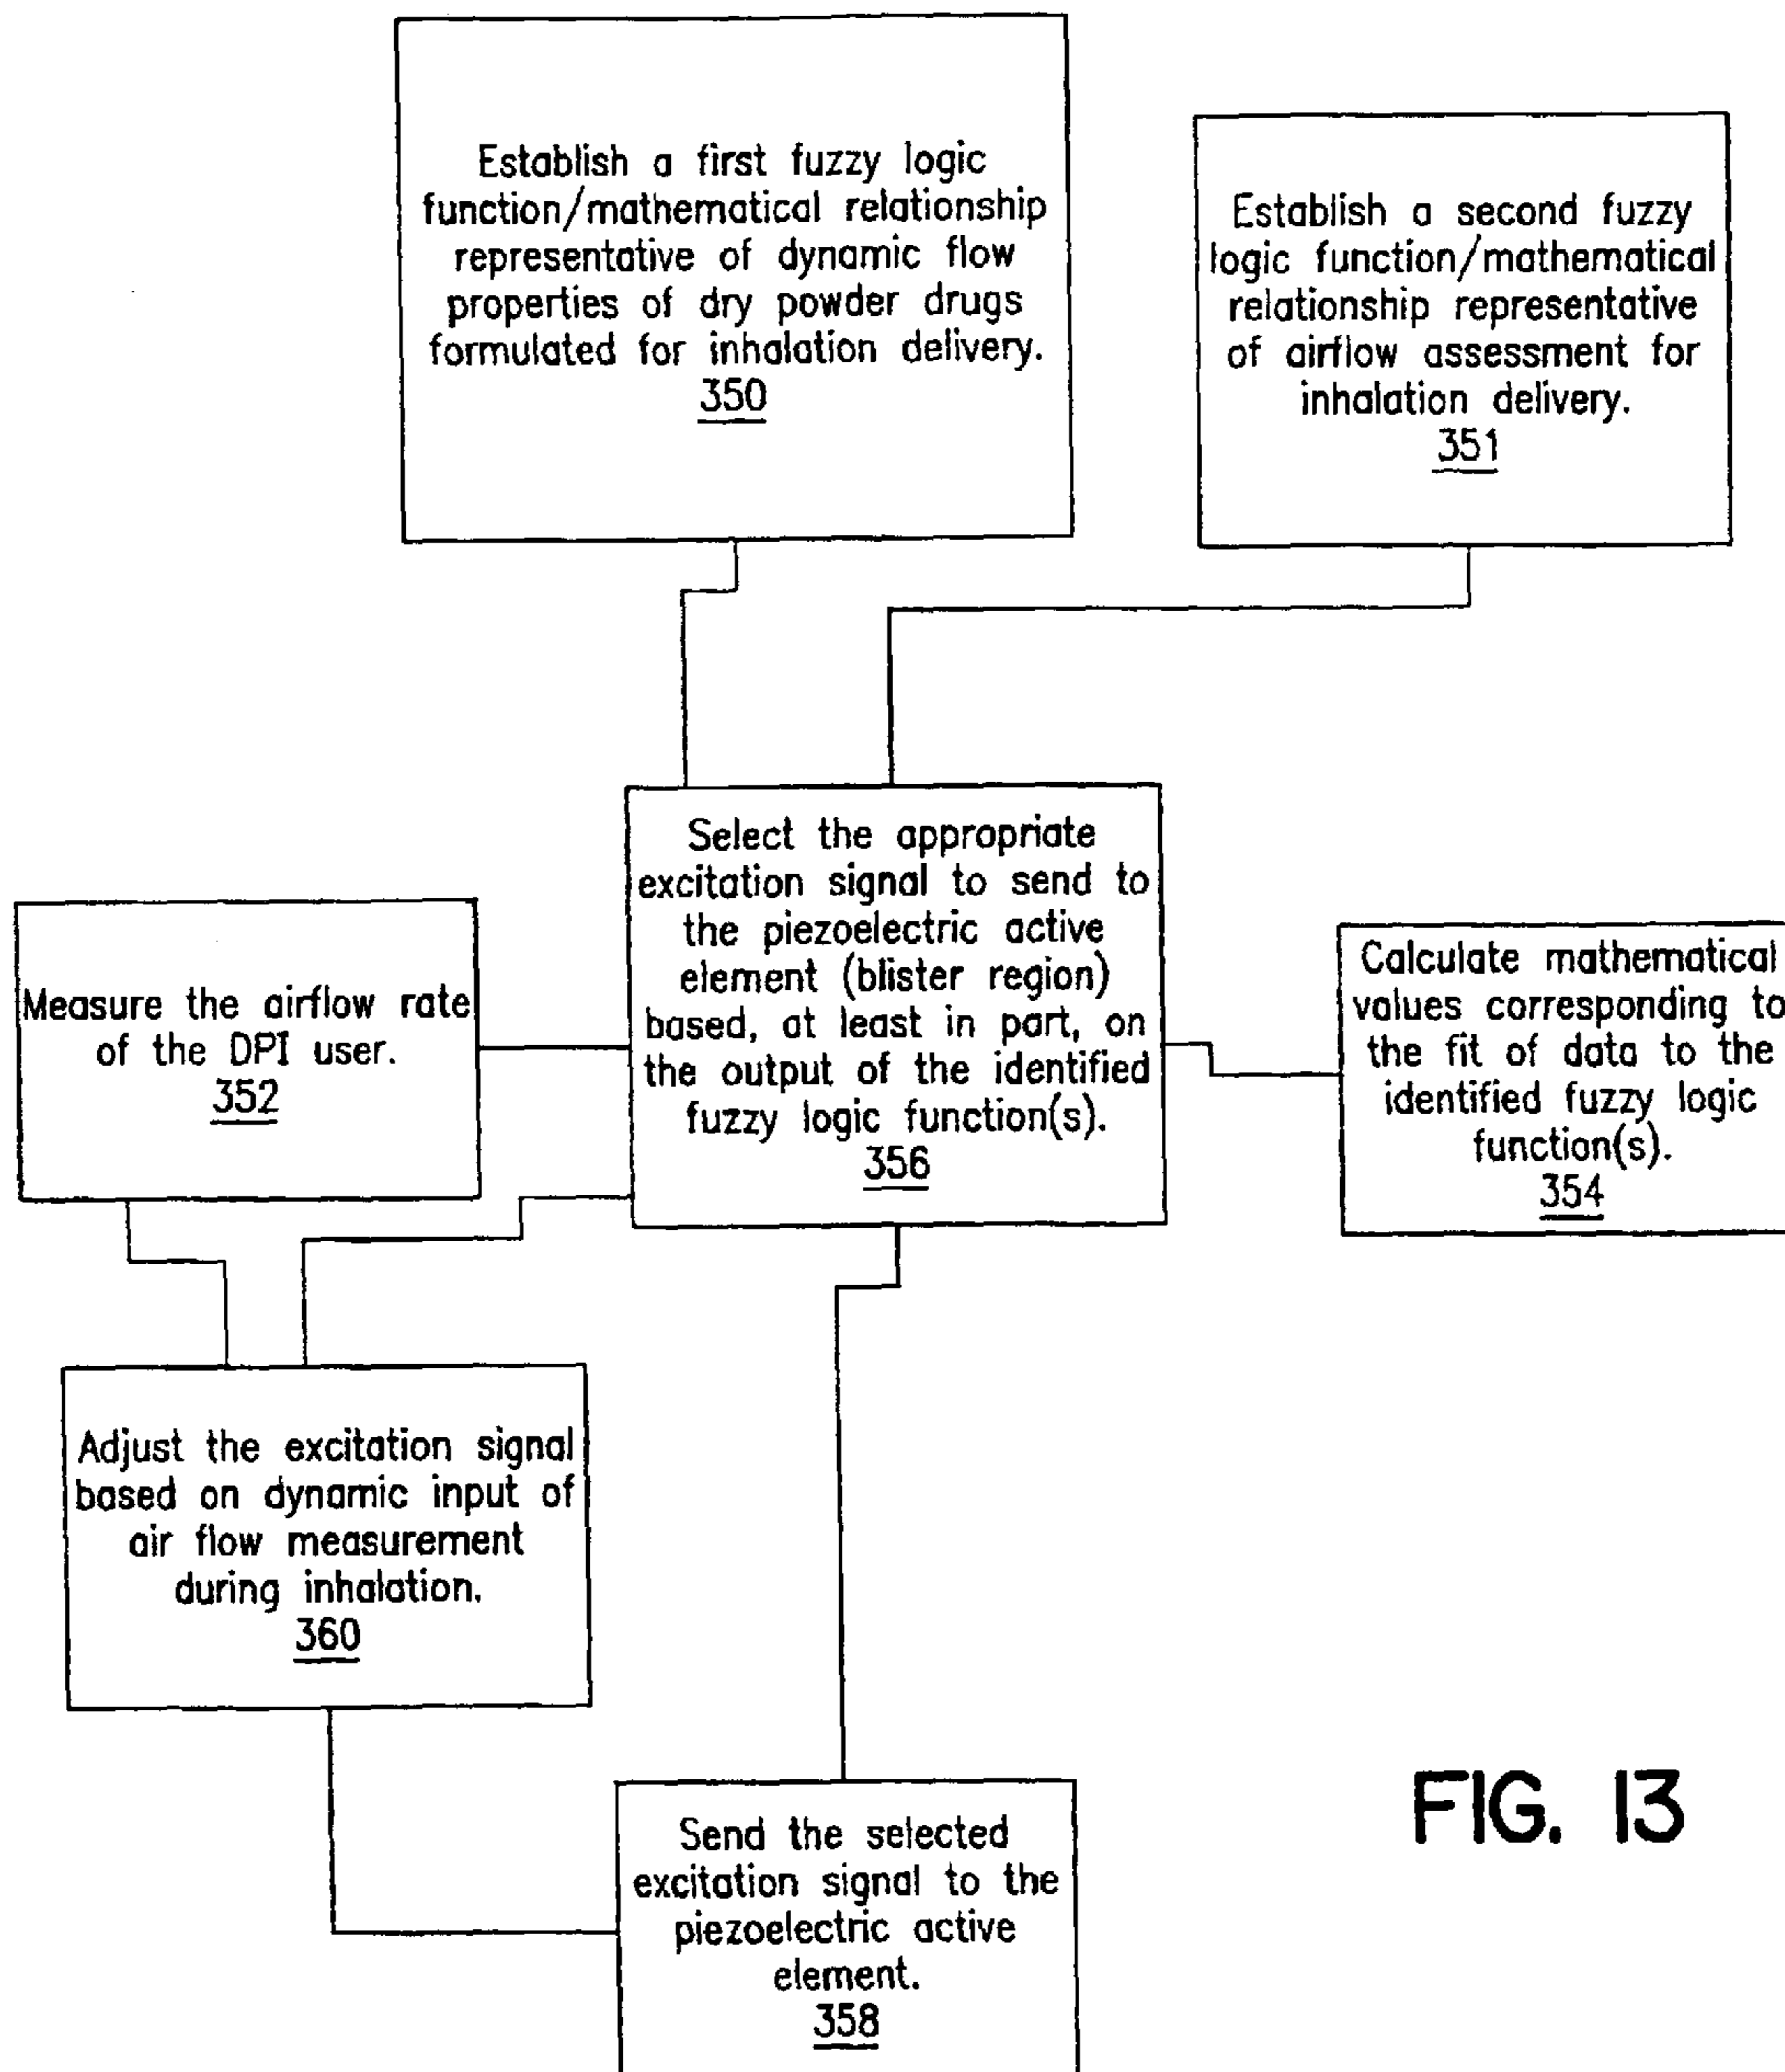 Establish a first fuzzy logic
function/mathematical relationship
representative of dynamic flow
properties of dry powder drugs
formulated for inhalation delivery.
350
Establish a second fuzzy
logic function/mathematical
relationship representative
of airflow assessment for
inhalation delivery.
351
Select the appropriate
excitation signal to send to
the piezoelectric active
element (blister region)
based, at least in part, on
the output of the identified
fuzzy logic function(s).
356
Measure the airflow rate
of the DPI user.
352
Calculate mathematical
values corresponding to
the fit of data to the
identified fuzzy logic
function(s).
354
Adjust the excitation signal
based on dynamic input of
air flow measurement
during inhalation.
360
Send the selected
excitation signal to the
piezoelectric active
element.
358
FIG. 13